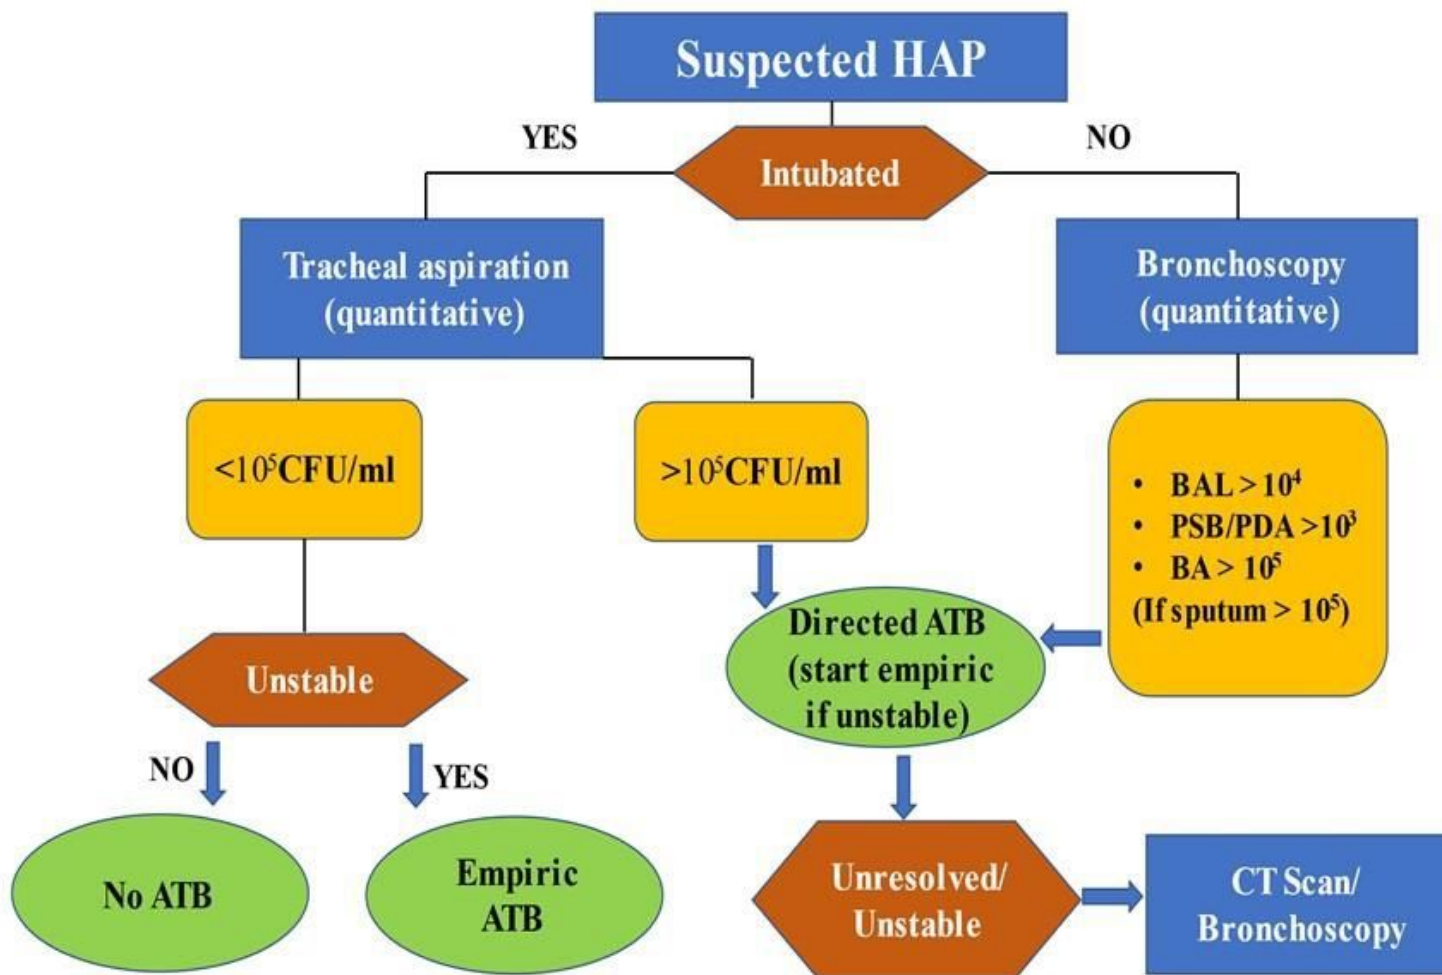 Suspected HAP
YES
NO
Intubated
Tracheal aspiration
(quantitative)
Bronchoscopy
(quantitative)
<10⁵CFU/ml
>10⁵CFU/ml
• BAL > 10⁴
• PSB/PDA >10³
• BA > 10⁵
(If sputum > 10⁵)
Directed ATB
(start empiric
if unstable)
Unstable
NO
YES
No ATB
Empiric
ATB
Unresolved/
Unstable
CT Scan/
Bronchoscopy